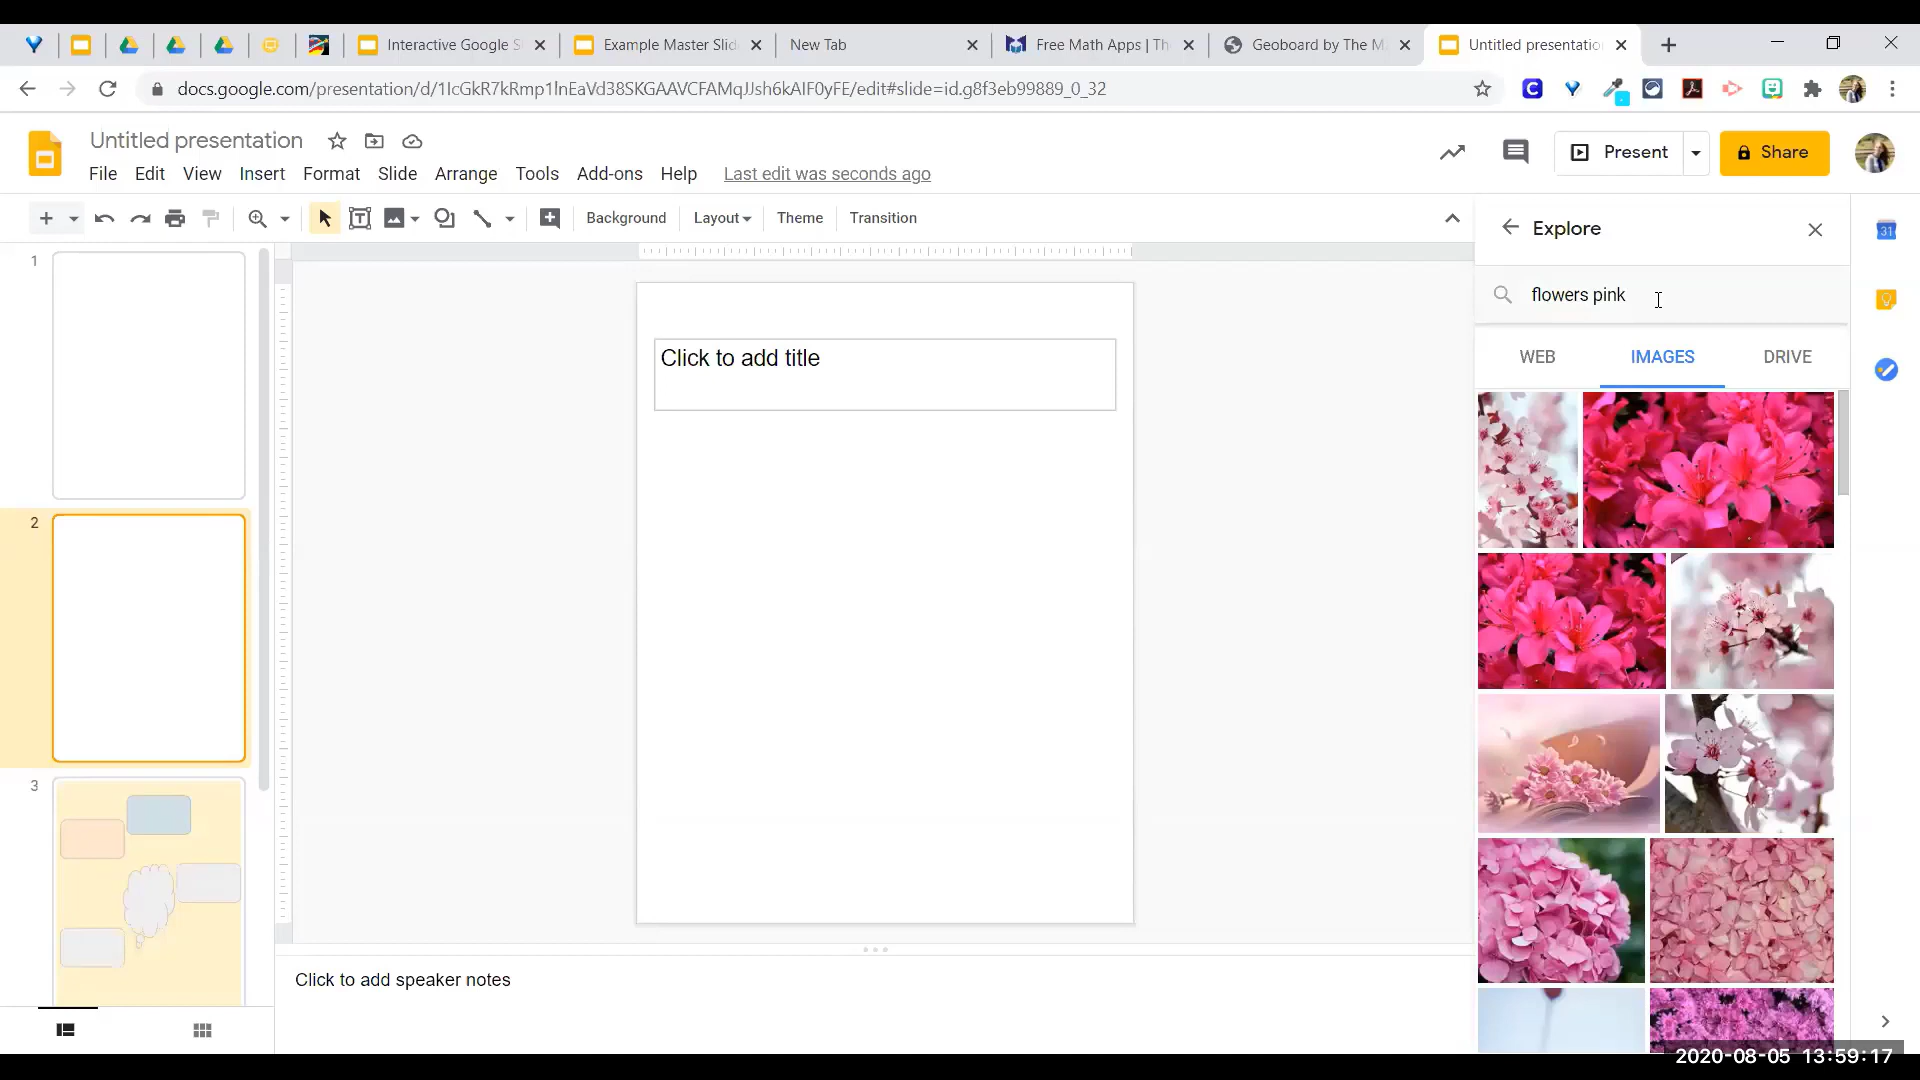 Interactive Google S
Example Master Slid
New Tab
Free Math Apps | Th
Geoboard by The M
Untitled presentatio
docs.google.com/presentation/d/1IcGkR7kRmp1lnEaVd38SKGAAVCFAMqJJsh6kAIF0yFE/edit#slide=id.g8f3eb99889_0_32
Untitled presentation
Present
Share
File Edit View Insert Format Slide Arrange Tools Add-ons Help Last edit was seconds ago
Background Layout Theme Transition
Explore
31
flowers pink
WEB IMAGES DRIVE
1
2
3
Click to add title
Click to add speaker notes
2020-08-05 13:59:17